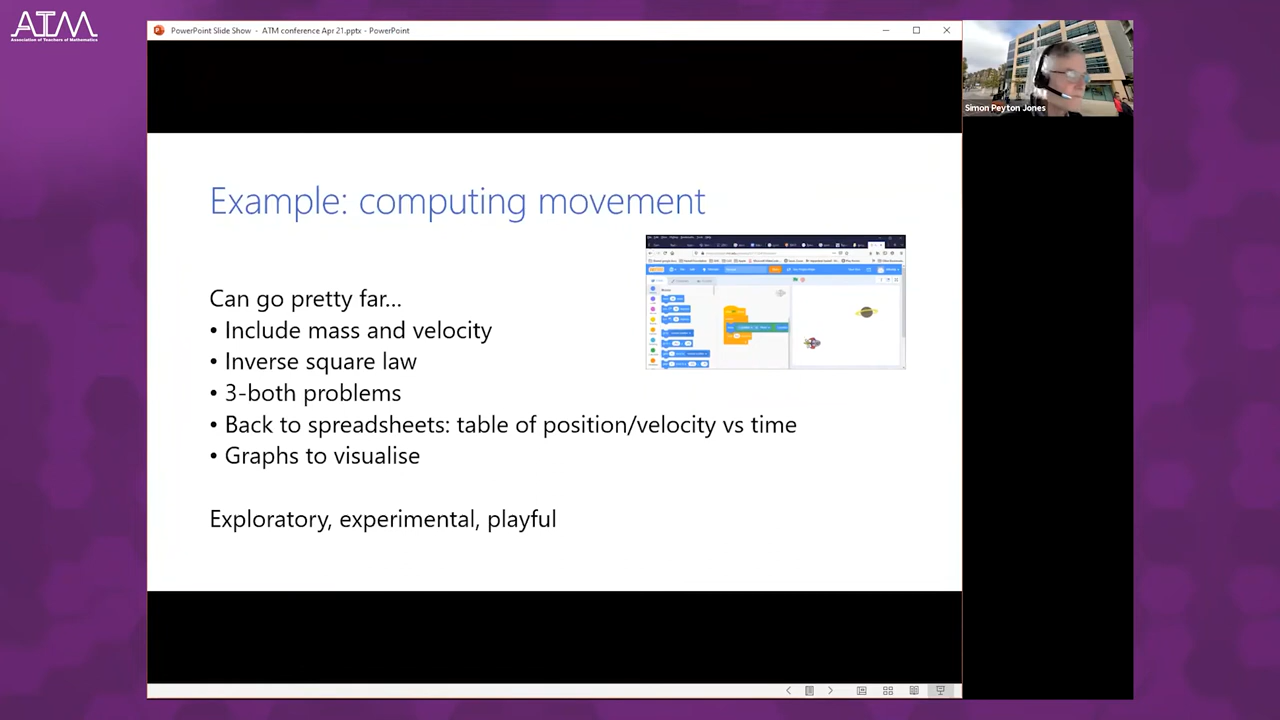 ATM
Association of Teachers of Mathematics
PowerPoint Slide Show - ATM conference Apr 21.pptx - PowerPoint
Simon Peyton Jones
Example: computing movement
Can go pretty far...
• Include mass and velocity
• Inverse square law
• 3-both problems
• Back to spreadsheets: table of position/velocity vs time
• Graphs to visualise
Exploratory, experimental, playful